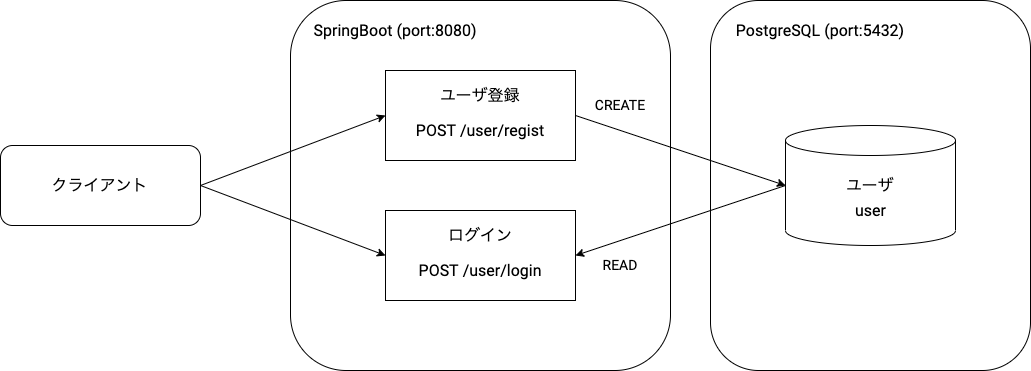 SpringBoot (port:8080)
PostgreSQL (port:5432)
ユーザ登録
POST /user/regist
CREATE
クライアント
ユーザ
user
ログイン
POST /user/login
READ